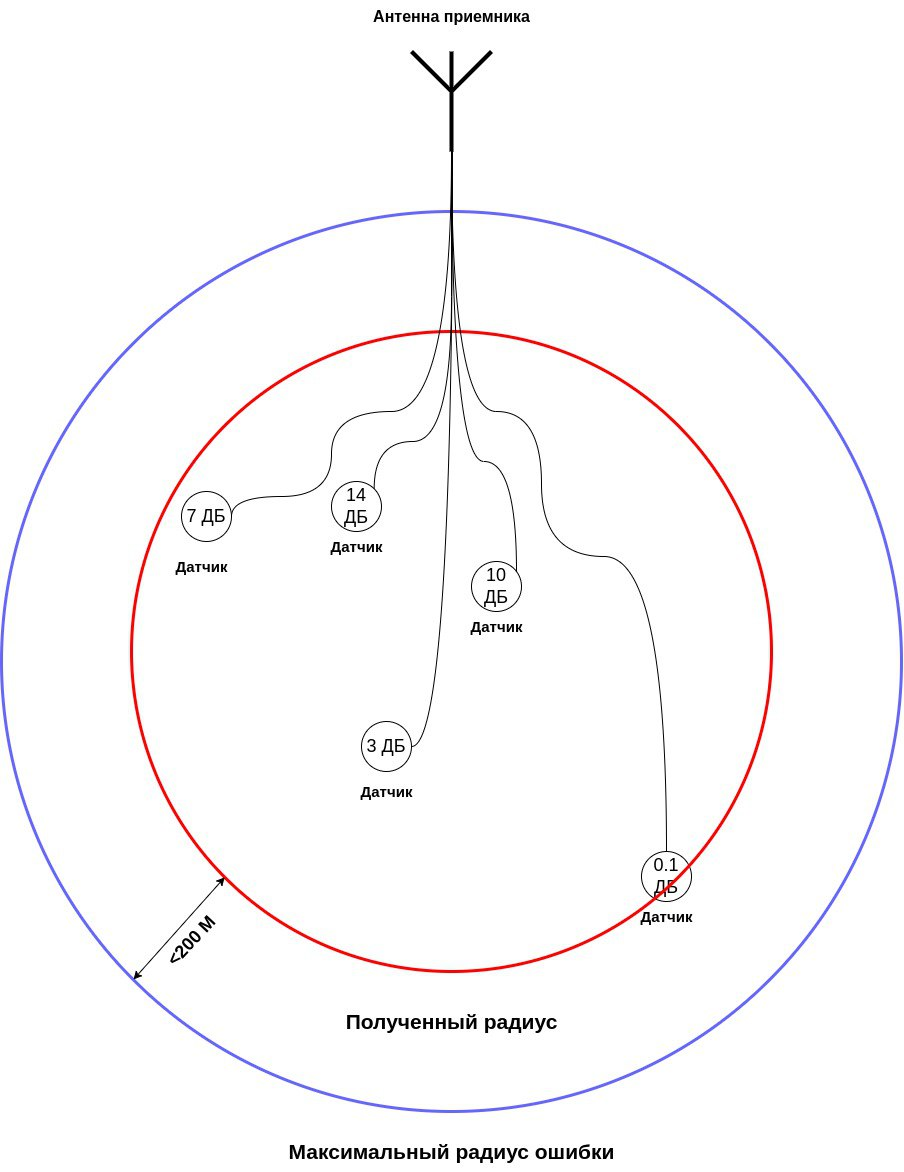 Антенна приемника
7 ДБ
Датчик
14
ДБ
Датчик
10
ДБ
Датчик
3 ДБ
Датчик
0.1
ДБ
Датчик
<200 М
Полученный радиус
Максимальный радиус ошибки